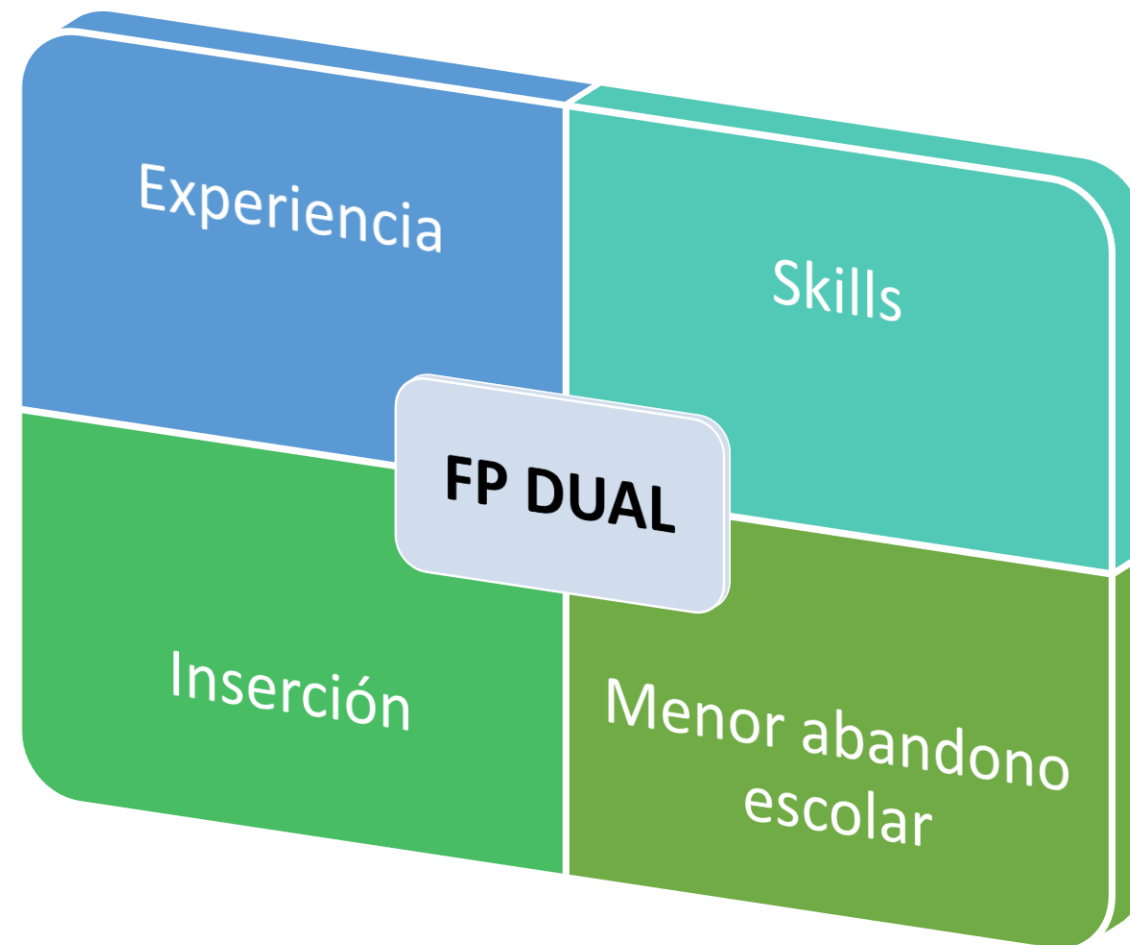 Experiencia
Skills
FP DUAL
Inserción
Menor abandono
escolar